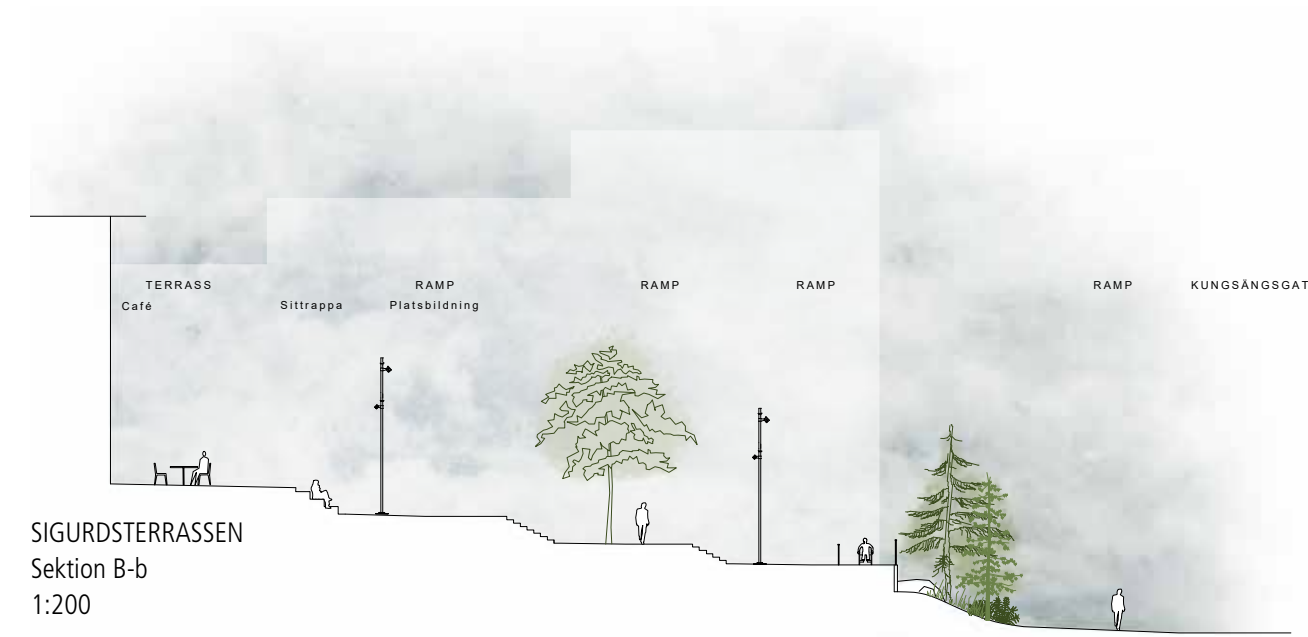 TERRASS
RAMP
RAMP
RAMP
RAMP
KUNGSÄNGSGAT
Café
Sittrappa
Platsbildning
SIGURDSTERRASSEN
Sektion B-b
1:200